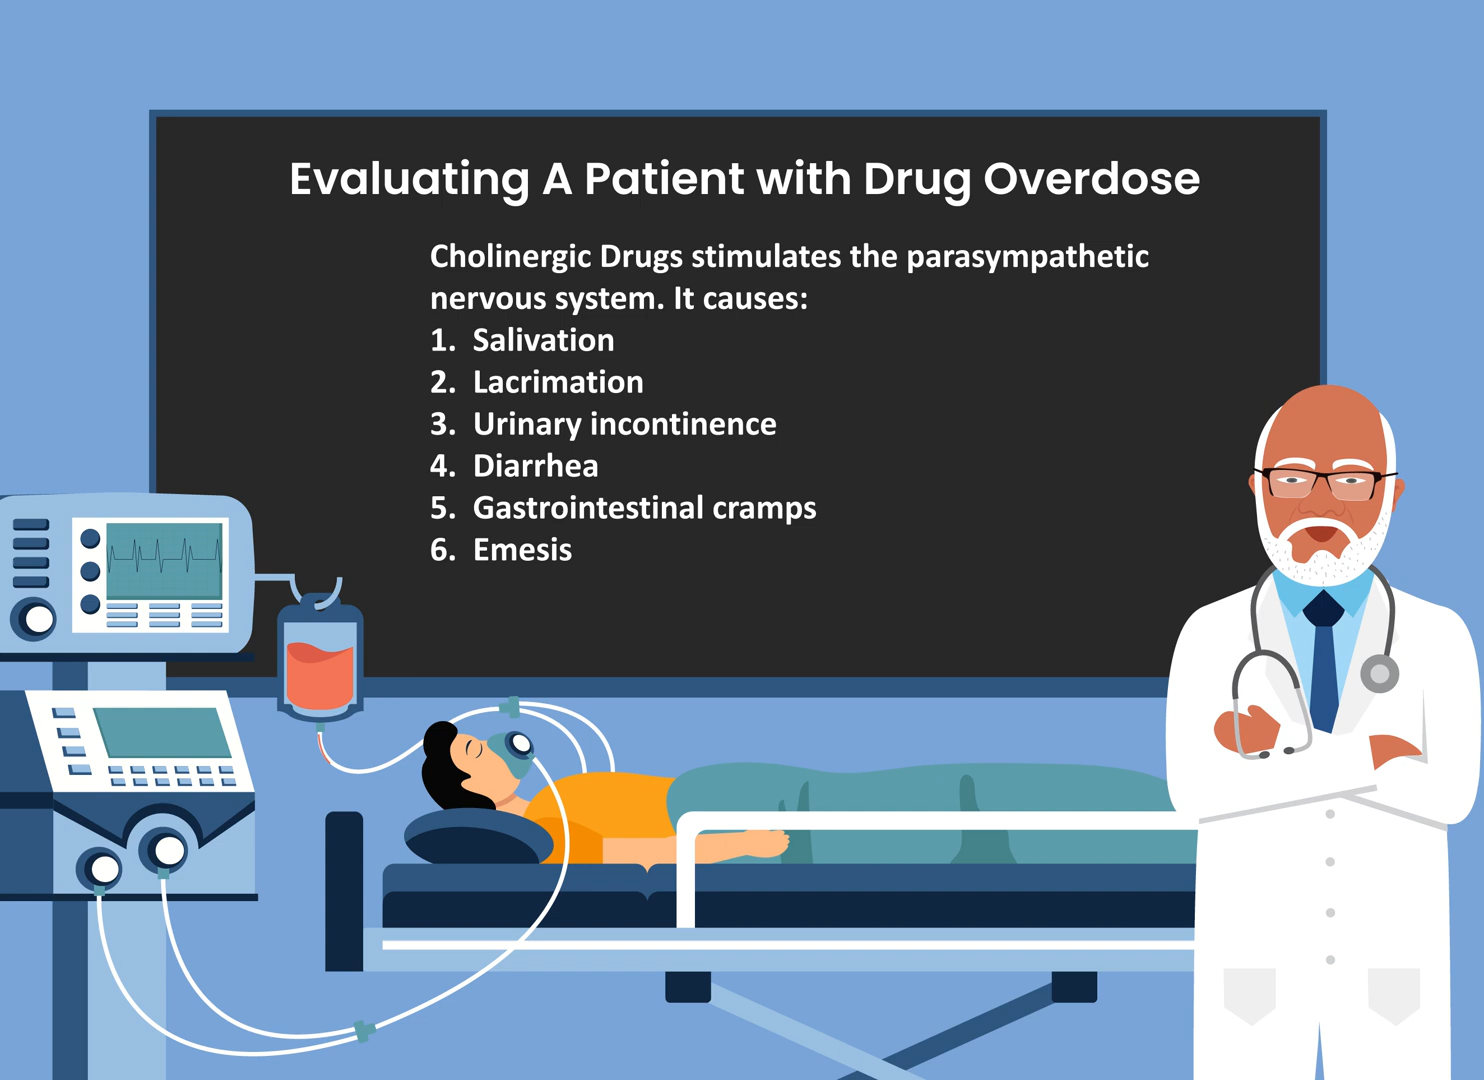 Evaluating A Patient with Drug Overdose
Cholinergic Drugs stimulates the parasympathetic
nervous system. It causes:
1. Salivation
2. Lacrimation
3. Urinary incontinence
4. Diarrhea
5. Gastrointestinal cramps
6. Emesis